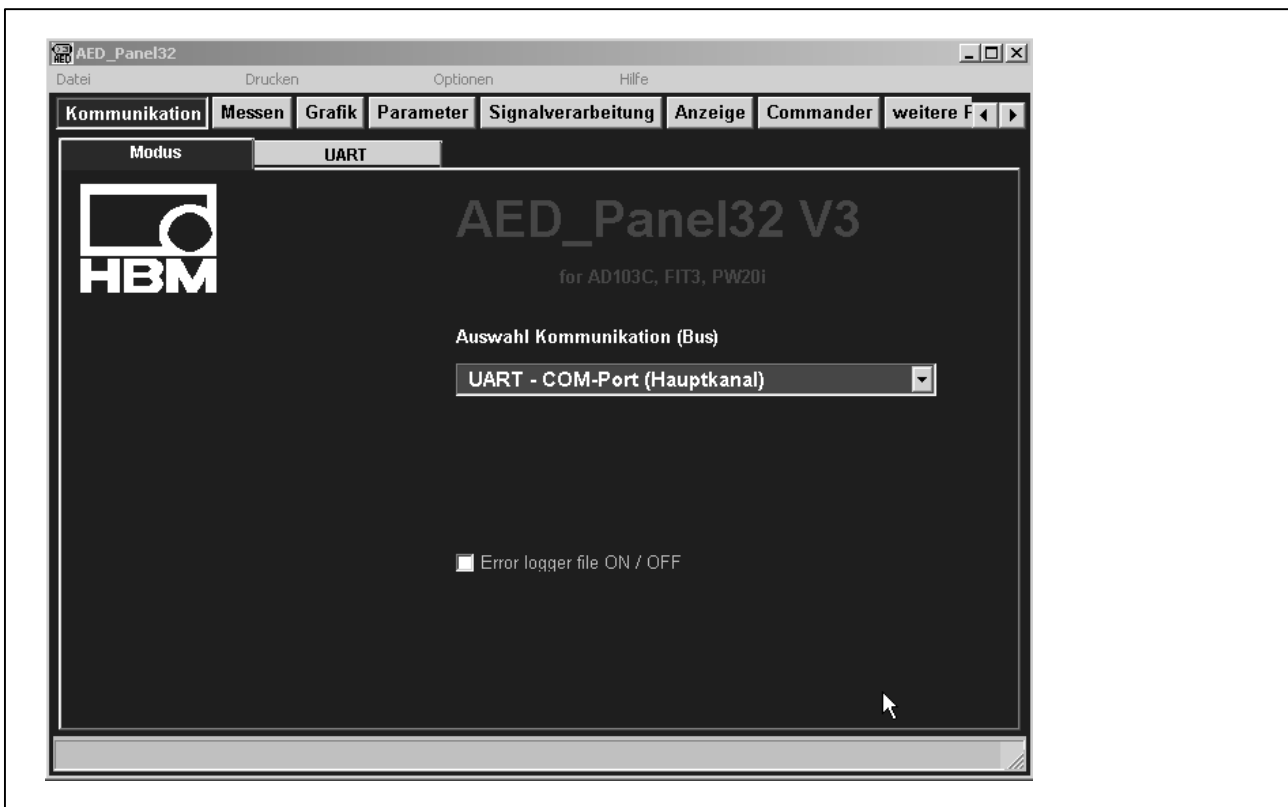 AED_Panel32
Datei Drucken Optionen Hilfe
Kommunikation Messen Grafik Parameter Signalverarbeitung Anzeige Commander weitere
Modus UART
HBM
AED_Panel32 V3
for AD103C, FIT3, PW20i
Auswahl Kommunikation (Bus)
UART - COM-Port (Hauptkanal)
Error logger file ON / OFF